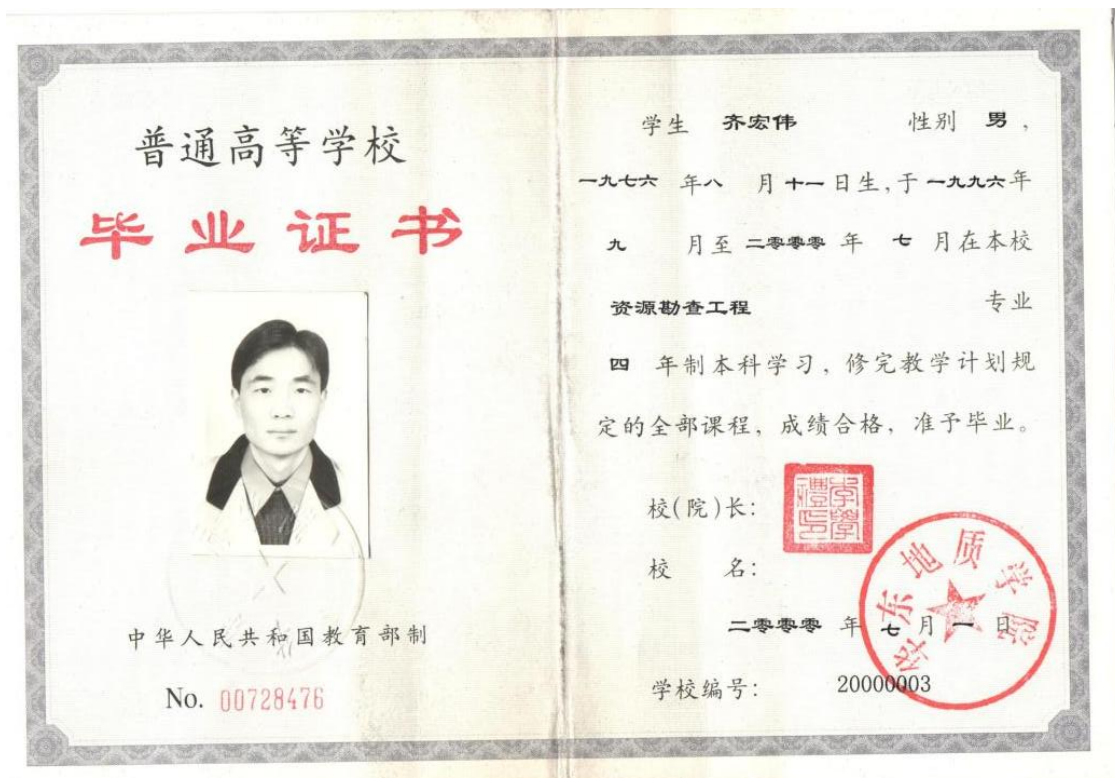 普通高等学校
毕业证书
中华人民共和国教育部制
No. 00728476
学生 齐宏伟 性别 男，
一九七六 年八 月十一日生，于一九九六年
九 月至二零零零 年 七 月在本校
资源勘查工程 专业
四 年制本科学习，修完教学计划规
定的全部课程，成绩合格，准予毕业。
校(院)长：
李学礼印
校 名：
华东地质学院
二零零零 年 七 月 一 日
学校编号： 20000003